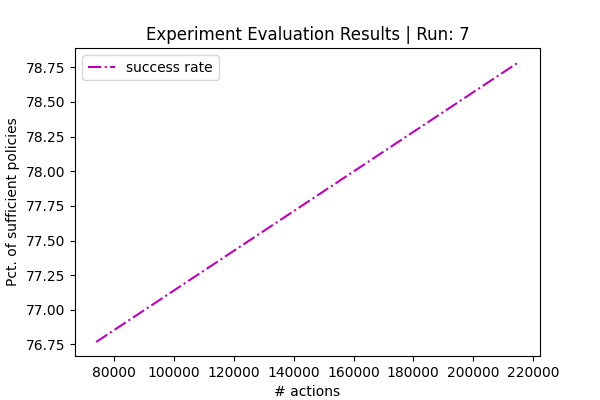 Experiment Evaluation Results | Run: 7
success rate
Pct. of sufficient policies
78.75
78.50
78.25
78.00
77.75
77.50
77.25
77.00
76.75
80000 100000 120000 140000 160000 180000 200000 220000
# actions